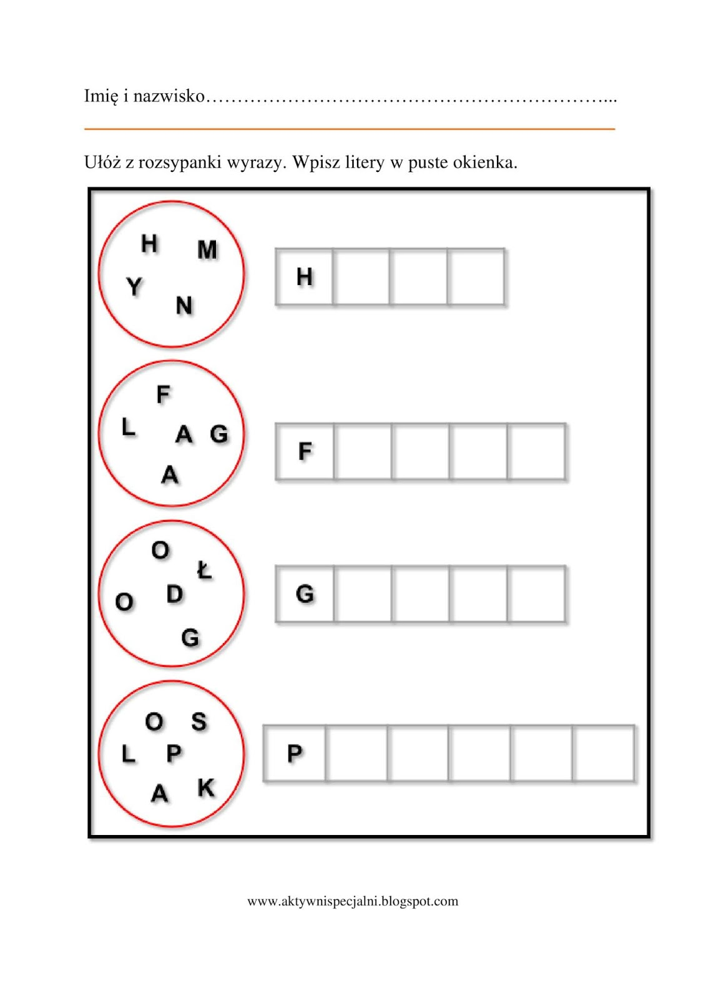 Imię i nazwisko…………………………………………………………...
Ułóż z rozsypanki wyrazy. Wpisz litery w puste okienka.
H M
Y N
H
F
L A G
A
F
O Ł
O D
G
G
O S
L P
A K
P
www.aktywnispecjalni.blogspot.com